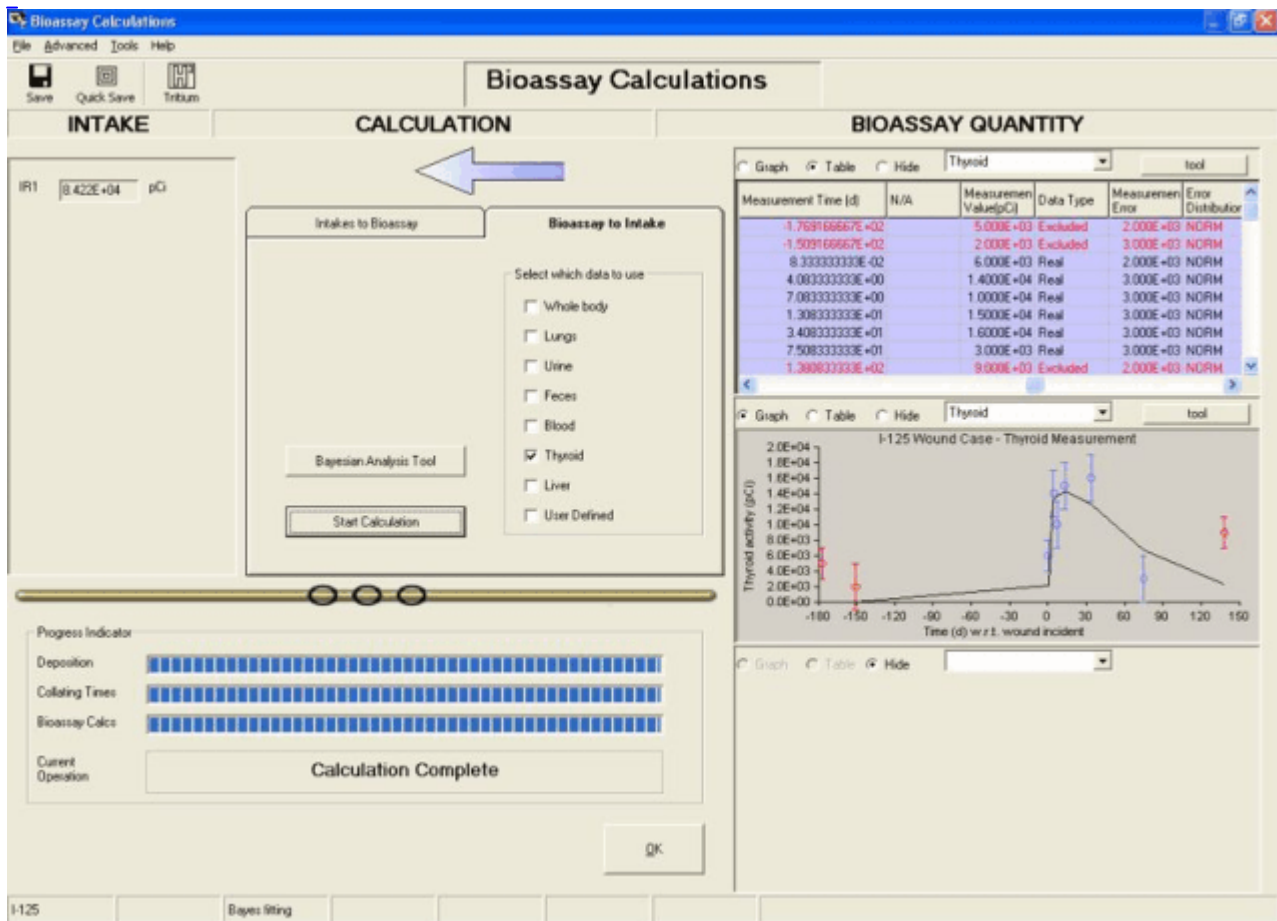 Bioassay Calculations
File Advanced Tools Help
Save Quick Save Tritium
Bioassay Calculations
INTAKE CALCULATION BIOASSAY QUANTITY
IR1 8.422E+04 pCi
Intakes to Bioassay Bioassay to Intake
Select which data to use
Whole body
Lungs
Urine
Feces
Blood
Thyroid
Liver
User Defined
Bayesian Analysis Tool
Start Calculation
Progress Indicator
Deposition
Collating Times
Bioassay Calcs
Current
Operation
Calculation Complete
OK
Graph Table Hide Thyroid tool
Measurement Time (d) N/A Measuremen Value(pCi) Data Type Measuremen Error Error Distribution
-1.769166667E+02 5.000E+03 Excluded 2.000E+03 NORM
-1.509166667E+02 2.000E+03 Excluded 3.000E+03 NORM
8.333333333E-02 6.000E+03 Real 2.000E+03 NORM
4.083333333E+00 1.4000E+04 Real 3.000E+03 NORM
7.083333333E+00 1.0000E+04 Real 3.000E+03 NORM
1.308333333E+01 1.5000E+04 Real 3.000E+03 NORM
3.408333333E+01 1.6000E+04 Real 3.000E+03 NORM
7.508333333E+01 3.000E+03 Real 3.000E+03 NORM
1.380833333E+02 9.000E+03 Excluded 2.000E+03 NORM
Graph Table Hide Thyroid tool
I-125 Wound Case - Thyroid Measurement
Thyroid activity (pCi)
2.0E+04
1.8E+04
1.6E+04
1.4E+04
1.2E+04
1.0E+04
8.0E+03
6.0E+03
4.0E+03
2.0E+03
0.0E+00
-180 -150 -120 -90 -60 -30 0 30 60 90 120 150
Time (d) w.r.t. wound incident
Graph Table Hide
I-125 Bayes fitting